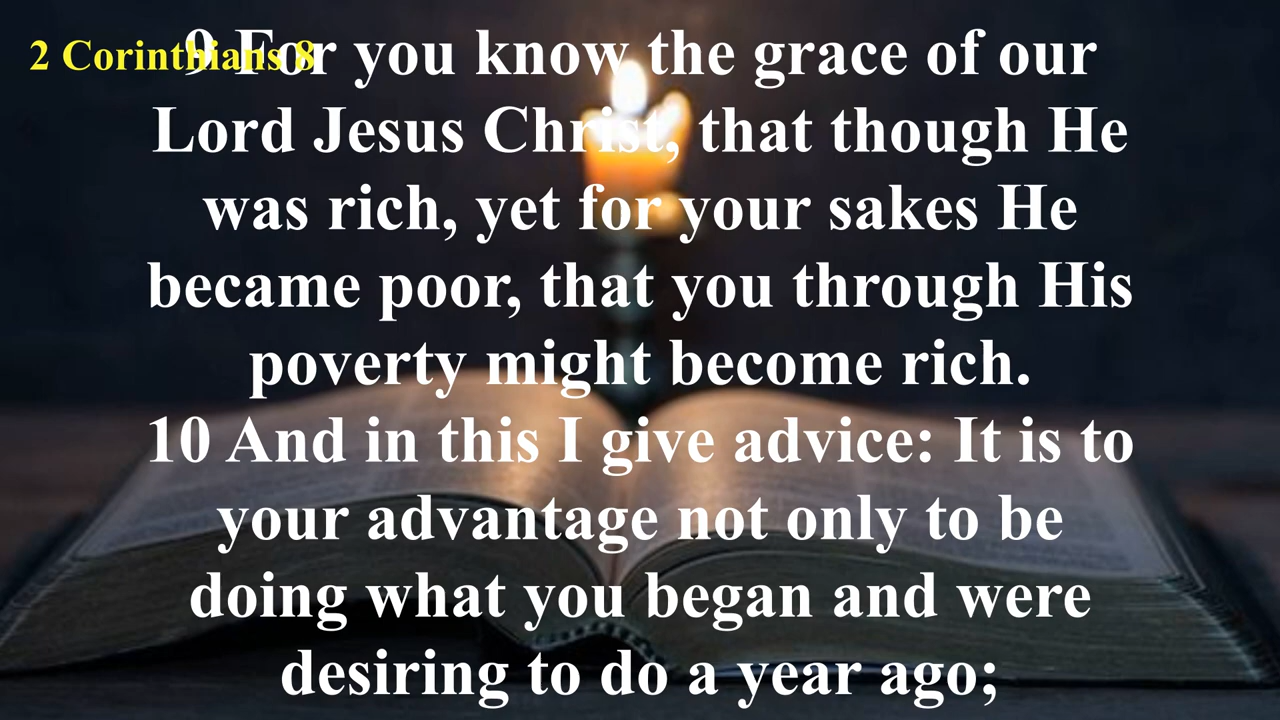 2 Corinthians 8
9 For you know the grace of our
Lord Jesus Christ, that though He
was rich, yet for your sakes He
became poor, that you through His
poverty might become rich.
10 And in this I give advice: It is to
your advantage not only to be
doing what you began and were
desiring to do a year ago;